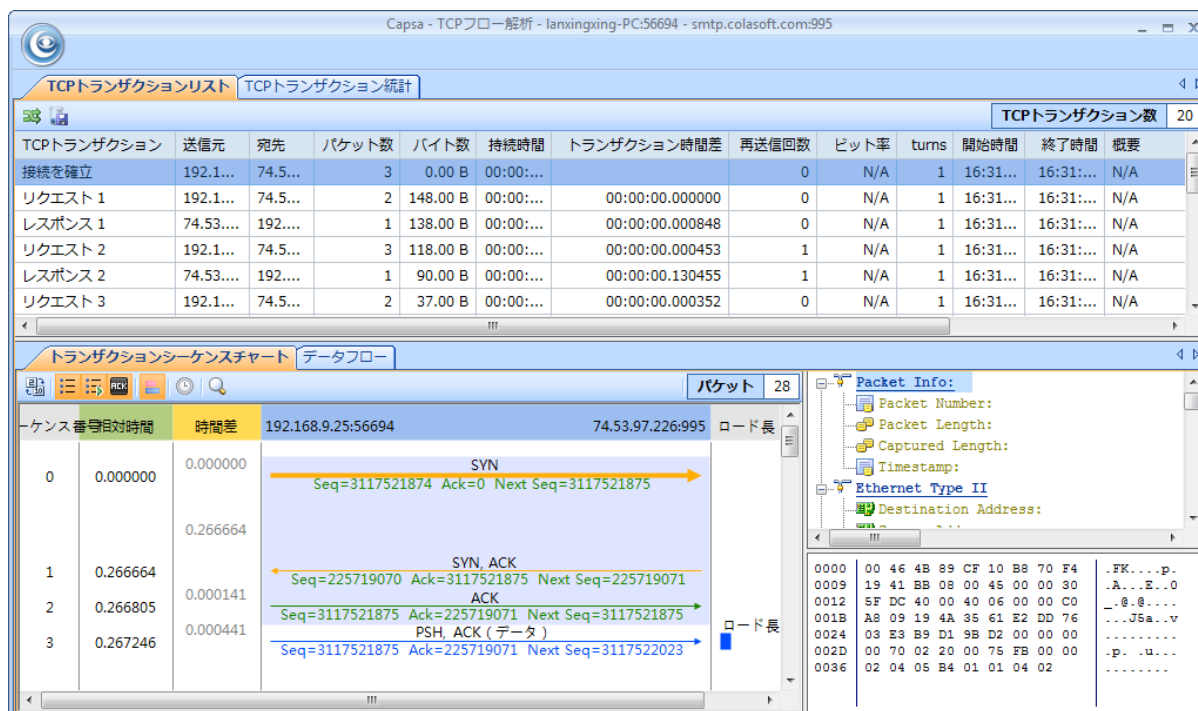 Capsa - TCPフロー解析 - lanxingxing-PC:56694 - smtp.colasoft.com:995
TCPトランザクションリスト TCPトランザクション統計
TCPトランザクション数 20
TCPトランザクション 送信元 宛先 パケット数 バイト数 持続時間 トランザクション時間差 再送信回数 ビット率 turns 開始時間 終了時間 概要
接続を確立 192.1... 74.5... 3 0.00 B 00:00:... 0 N/A 1 16:31... 16:31:... N/A
リクエスト 1 192.1... 74.5... 2 148.00 B 00:00:... 00:00:00.000000 0 N/A 1 16:31... 16:31:... N/A
レスポンス 1 74.53.... 192.... 1 138.00 B 00:00:... 00:00:00.000848 0 N/A 1 16:31... 16:31:... N/A
リクエスト 2 192.1... 74.5... 3 118.00 B 00:00:... 00:00:00.000453 1 N/A 1 16:31... 16:31:... N/A
レスポンス 2 74.53.... 192.... 1 90.00 B 00:00:... 00:00:00.130455 1 N/A 1 16:31... 16:31:... N/A
リクエスト 3 192.1... 74.5... 2 37.00 B 00:00:... 00:00:00.000352 0 N/A 1 16:31... 16:31:... N/A
トランザクションシーケンスチャート データフロー
ACK パケット 28
ーケンス番号 相対時間 時間差 192.168.9.25:56694 74.53.97.226:995 ロード長
0.000000 SYN
0 0.000000
Seq=3117521874 Ack=0 Next Seq=3117521875
0.266664
SYN, ACK
1 0.266664
Seq=225719070 Ack=3117521875 Next Seq=225719071
0.000141 ACK
2 0.266805
Seq=3117521875 Ack=225719071 Next Seq=3117521875
0.000441 PSH, ACK ( データ ) ロード長
3 0.267246
Seq=3117521875 Ack=225719071 Next Seq=3117522023
Packet Info:
Packet Number:
Packet Length:
Captured Length:
Timestamp:
Ethernet Type II
Destination Address:
0000 00 46 4B 89 CF 10 B8 70 F4 .FK....p.
0009 19 41 BB 08 00 45 00 00 30 .A...E..0
0012 5F DC 40 00 40 06 00 00 C0 _.@.@....
001B A8 09 19 4A 35 61 E2 DD 76 ...J5a..v
0024 03 E3 B9 D1 9B D2 00 00 00 .........
002D 00 70 02 20 00 75 FB 00 00 .p. .u...
0036 02 04 05 B4 01 01 04 02 ........